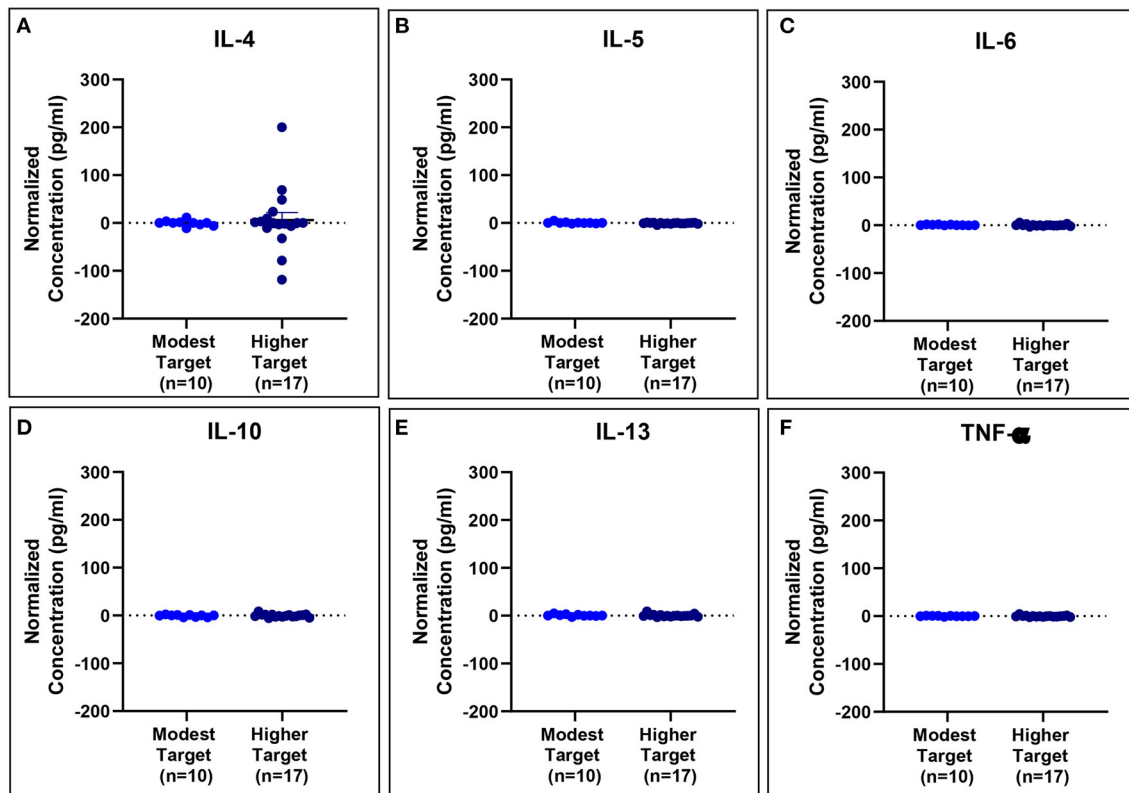 A
IL-4
Normalized
Concentration (pg/ml)
300
200
100
0
-100
-200
Modest
Target
(n=10)
Higher
Target
(n=17)
B
IL-5
Normalized
Concentration (pg/ml)
300
200
100
0
-100
-200
Modest
Target
(n=10)
Higher
Target
(n=17)
C
IL-6
Normalized
Concentration (pg/ml)
300
200
100
0
-100
-200
Modest
Target
(n=10)
Higher
Target
(n=17)
D
IL-10
Normalized
Concentration (pg/ml)
300
200
100
0
-100
-200
Modest
Target
(n=10)
Higher
Target
(n=17)
E
IL-13
Normalized
Concentration (pg/ml)
300
200
100
0
-100
-200
Modest
Target
(n=10)
Higher
Target
(n=17)
F
TNF-α
Normalized
Concentration (pg/ml)
300
200
100
0
-100
-200
Modest
Target
(n=10)
Higher
Target
(n=17)